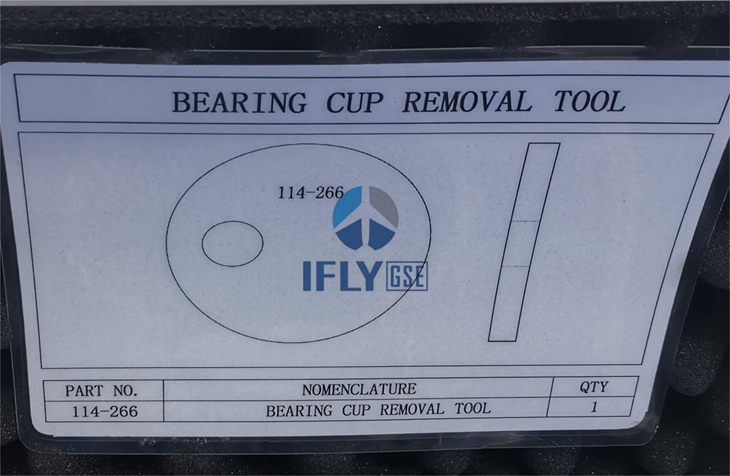 BEARING CUP REMOVAL TOOL
114-266
IFLY GSE
PART NO. NOMENCLATURE QTY
114-266 BEARING CUP REMOVAL TOOL 1